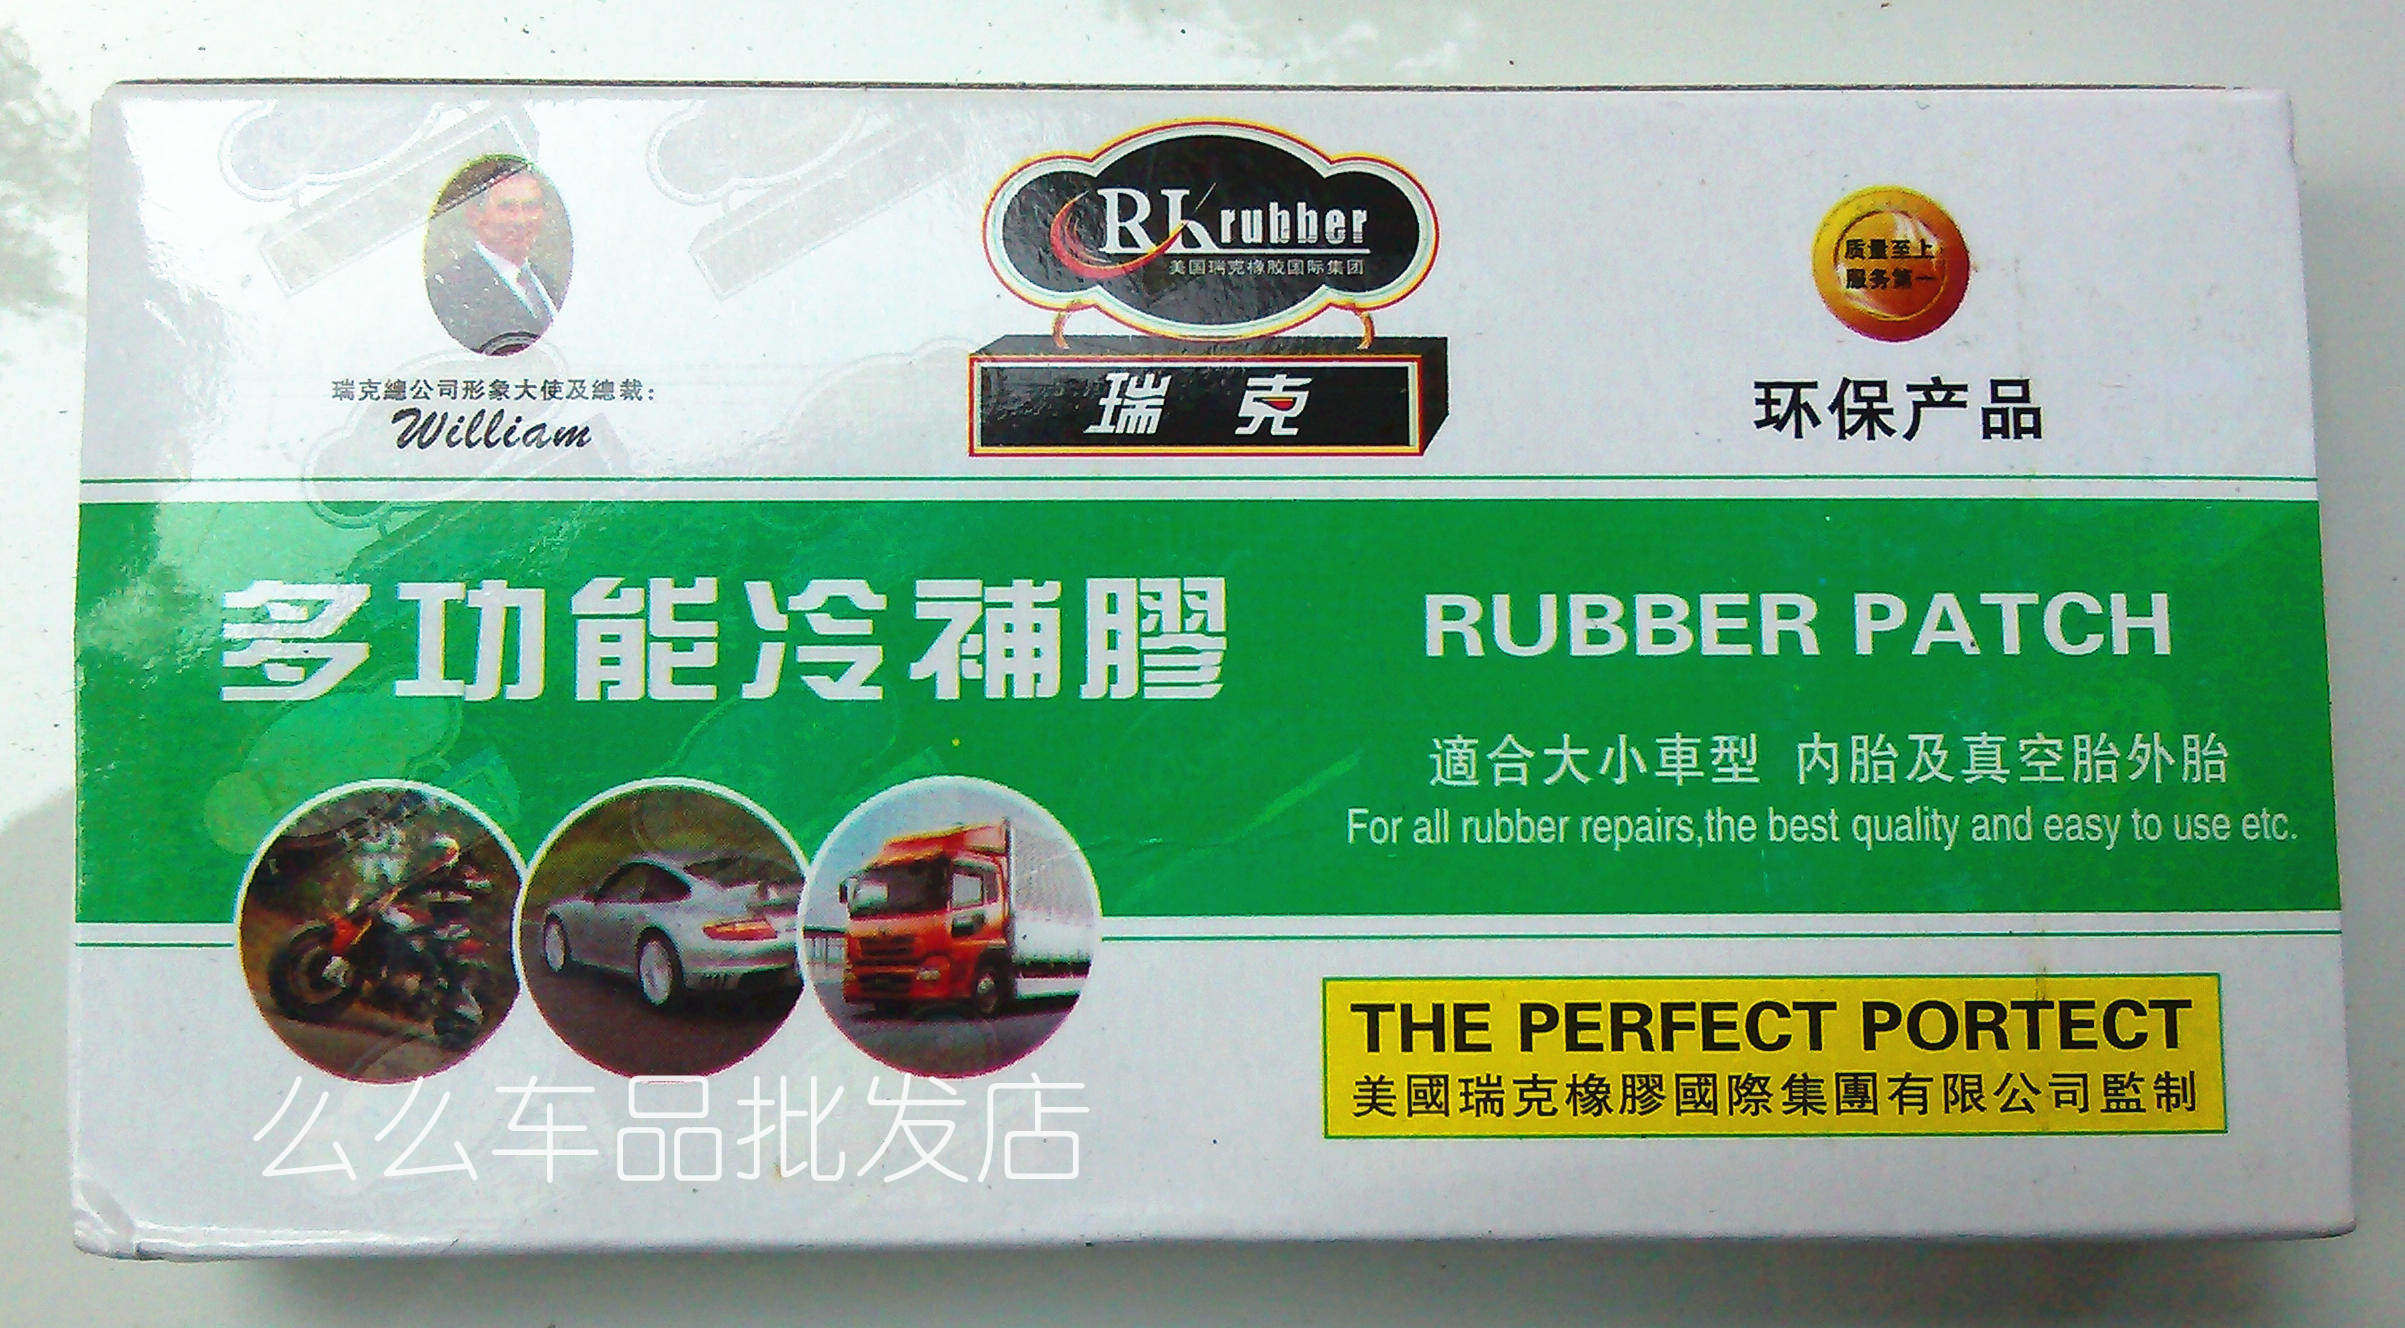 RK rubber
美国瑞克橡胶国际集团
瑞克
质量至上
服务第一
瑞克總公司形象大使及總裁：
William
环保产品
多功能冷補膠
RUBBER PATCH
適合大小車型 内胎及真空胎外胎
For all rubber repairs,the best quality and easy to use etc.
THE PERFECT PORTECT
美國瑞克橡膠國際集團有限公司監制
么么车品批发店